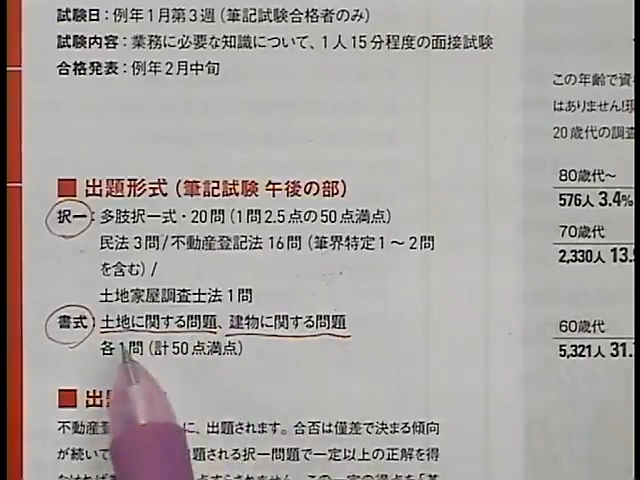 試験日：例年1月第3週（筆記試験合格者のみ）
試験内容：業務に必要な知識について、1人15分程度の面接試験
合格発表：例年2月中旬
■ 出題形式（筆記試験 午後の部）
択一：多肢択一式・20問（1問2.5点の50点満点）
民法3問/不動産登記法16問（筆界特定1～2問
を含む）/
土地家屋調査士法1問
書式：土地に関する問題、建物に関する問題
各1問（計50点満点）
■ 出
不動産登 に、出題されます。合否は僅差で決まる傾向
が続いて 題される択一問題で一定以上の正解を得
この年齢で資
はありません!
20歳代の調査
80歳代～
576人 3.4%
70歳代
2,330人 13.
60歳代
5,321人 31.